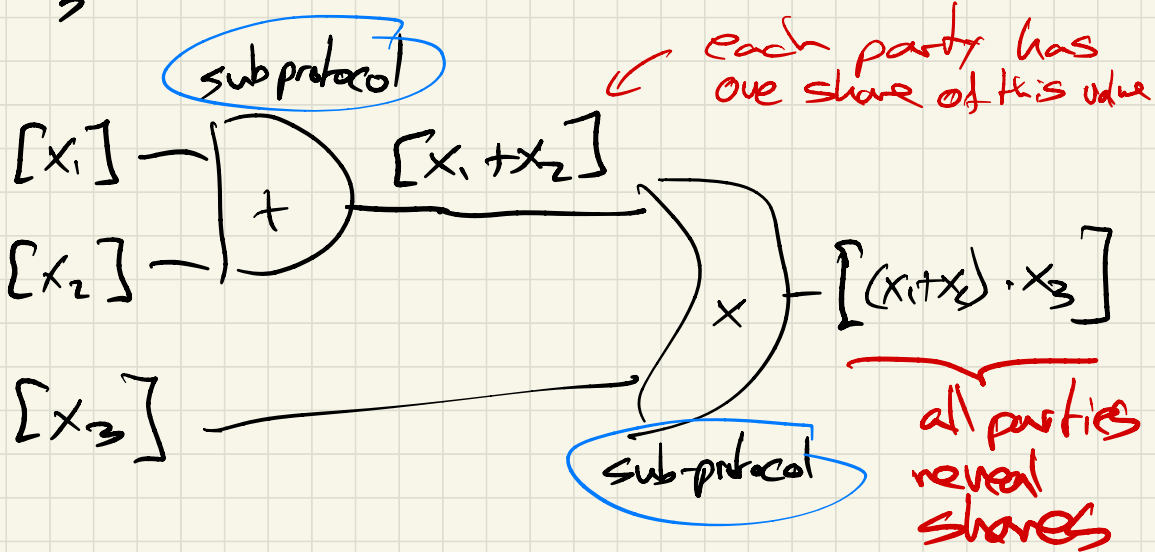 subprotocol
each party has
one share of this value
[x₁]
[x₁ + x₂]
+
[x₂]
×
[(x₁+x₂) · x₃]
[x₃]
all parties
reveal
shares
sub-protocol